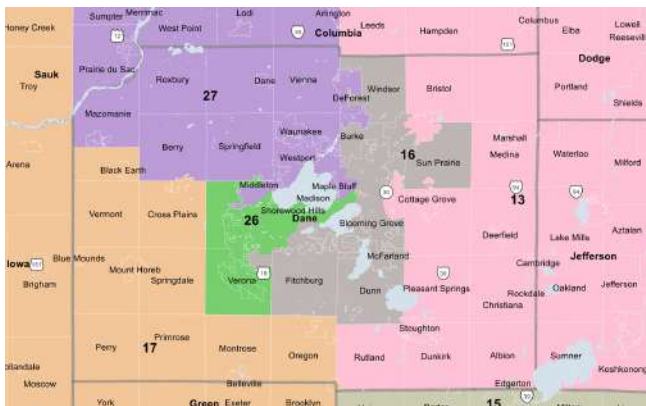 Sumpter
Merrimac
Lodi
Arlington
Leeds
Columbus
Lowell
Honey Creek
West Point
Columbia
Hampden
Elba
Reeseville
12
151
Sauk
Prairie du Sac
Roxbury
Dane
Vienna
Windsor
Bristol
Dodge
Troy
Portland
27
DeForest
Shields
Mazomanie
Waunakee
Burke
Marshall
Arena
Berry
Springfield
Westport
16
Sun Prairie
Medina
Waterloo
Milford
Black Earth
Middleton
Maple Bluff
Madison
94
94
Vermont
Cross Plains
Shorewood Hills
Cottage Grove
13
26
Dane
Blooming Grove
Aztalan
Iowa
Blue Mounds
McFarland
Deerfield
Lake Mills
Jefferson
Brigham
Mount Horeb
Springdale
Verona
18
Fitchburg
Dunn
Pleasant Springs
Cambridge
Rockdale
Oakland
Jefferson
Christiana
Stoughton
Perry
Primrose
17
Montrose
Oregon
Rutland
Dunkirk
Albion
Sumner
Koshkonong
Moscow
Belleville
Edgerton
York
Green
Exeter
Brooklyn
15